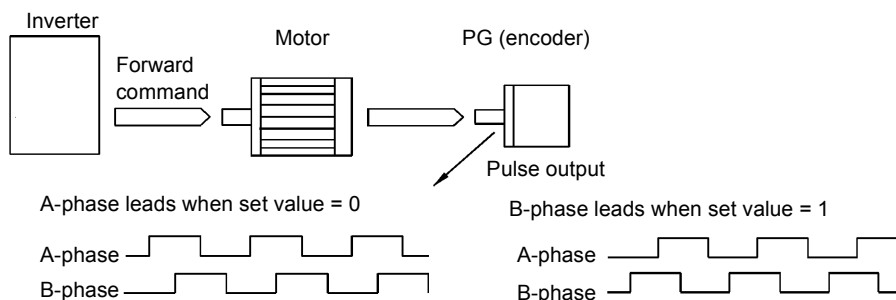 Inverter
Motor
PG (encoder)
Forward
command
Pulse output
A-phase leads when set value = 0
B-phase leads when set value = 1
A-phase
A-phase
B-phase
B-phase